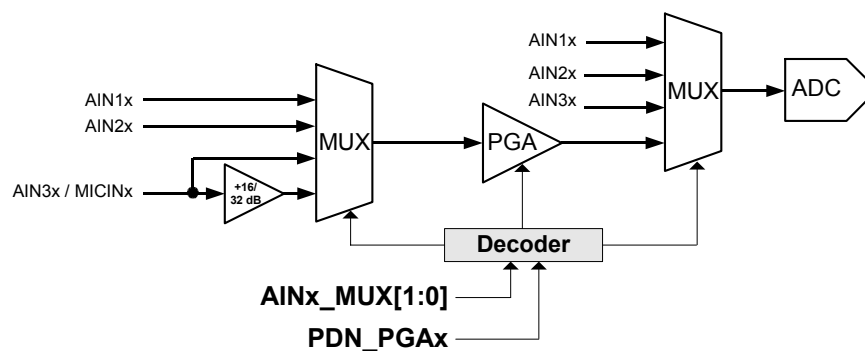 AIN1x
AIN2x
AIN3x
MUX
ADC
AIN1x
AIN2x
MUX
PGA
AIN3x / MICINx
+16/
32 dB
Decoder
AINx_MUX[1:0]
PDN_PGAx